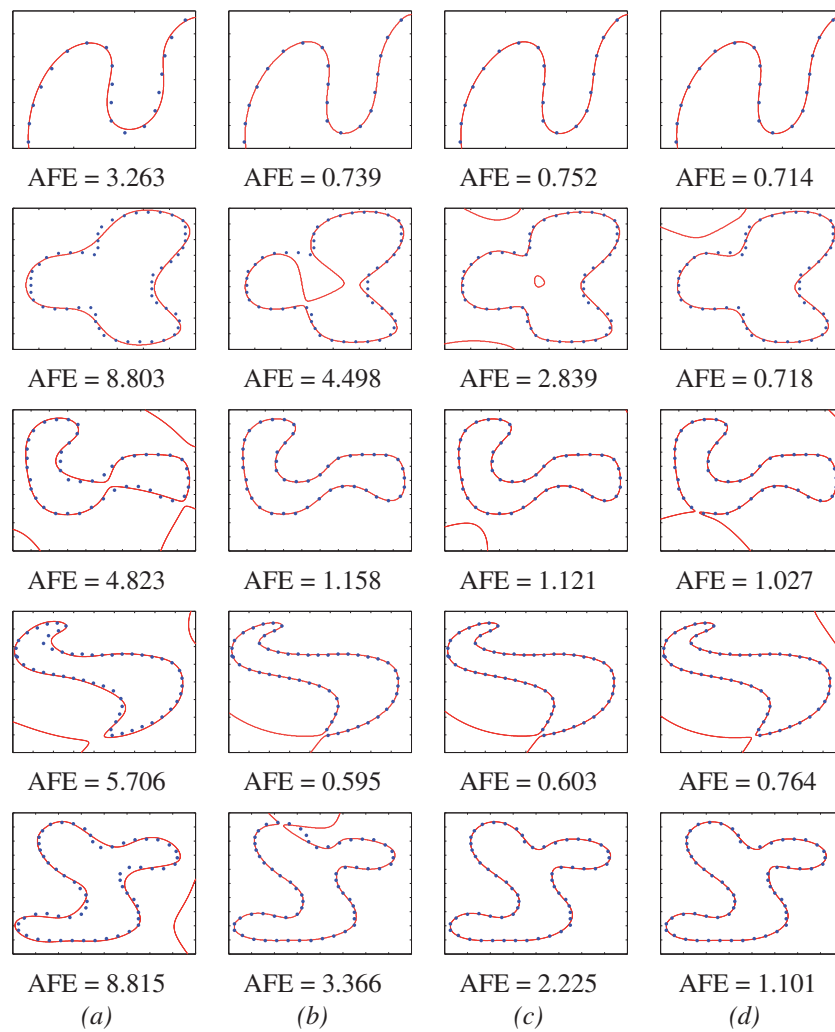 AFE = 3.263 AFE = 0.739 AFE = 0.752 AFE = 0.714
AFE = 8.803 AFE = 4.498 AFE = 2.839 AFE = 0.718
AFE = 4.823 AFE = 1.158 AFE = 1.121 AFE = 1.027
AFE = 5.706 AFE = 0.595 AFE = 0.603 AFE = 0.764
AFE = 8.815 AFE = 3.366 AFE = 2.225 AFE = 1.101
(a) (b) (c) (d)